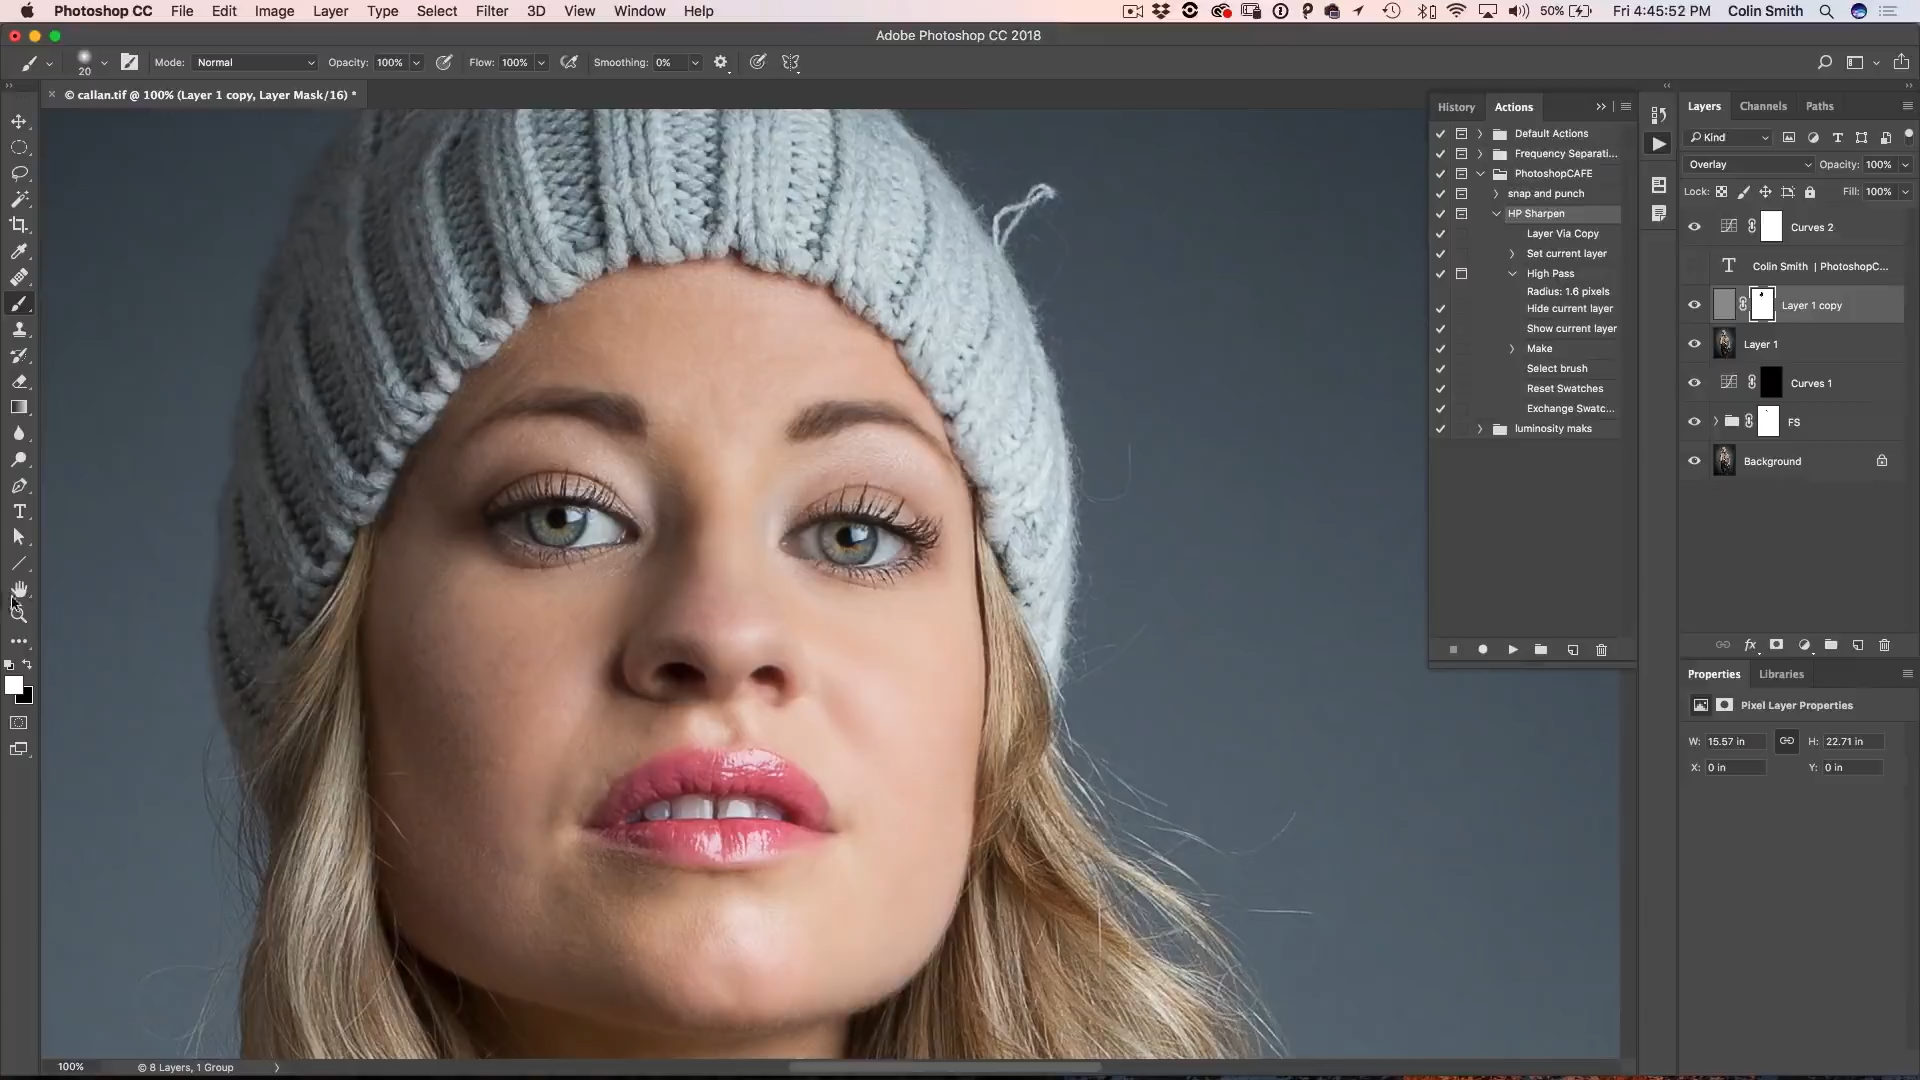 Photoshop CC File Edit Image Layer Type Select Filter 3D View Window Help 50% Fri 4:45:52 PM Colin Smith
Adobe Photoshop CC 2018
20 Mode: Normal Opacity: 100% Flow: 100% Smoothing: 0%
© callan.tif @ 100% (Layer 1 copy, Layer Mask/16) *
History Actions
Default Actions
Frequency Separati...
PhotoshopCAFE
snap and punch
HP Sharpen
Layer Via Copy
Set current layer
High Pass
Radius: 1.6 pixels
Hide current layer
Show current layer
Make
Select brush
Reset Swatches
Exchange Swatc...
luminosity maks
Layers Channels Paths
Kind
Overlay Opacity: 100%
Lock: Fill: 100%
Curves 2
Colin Smith | PhotoshopC...
Layer 1 copy
Layer 1
Curves 1
FS
Background
Properties Libraries
Pixel Layer Properties
W: 15.57 in H: 22.71 in
X: 0 in Y: 0 in
100% © 8 Layers, 1 Group